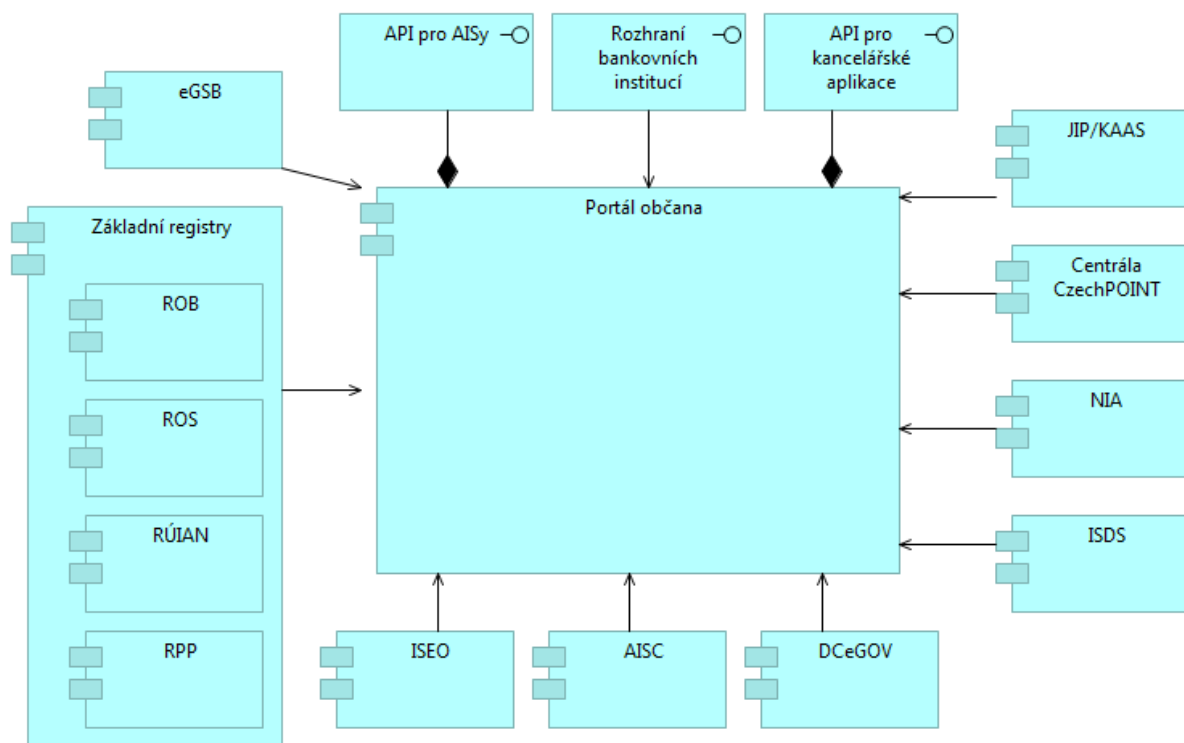 API pro AISy
Rozhraní
bankovních
institucí
API pro
kancelářské
aplikace
eGSB
JIP/KAAS
Portál občana
Základní registry
Centrála
CzechPOINT
ROB
NIA
ROS
RÚIAN
ISDS
RPP
ISEO
AISC
DCeGOV